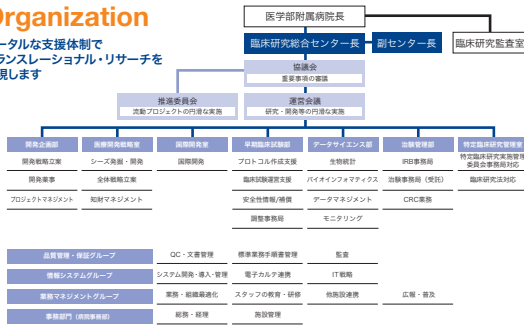 Organization
ータルな支援体制で
ランスレーショナル・リサーチを
現します
医学部附属病院長
臨床研究総合センター長
副センター長
臨床研究監査室
協議会
重要事項の審議
推進委員会
流動プロジェクトの円滑な実施
運営会議
研究・開発等の円滑な実施
開発企画部
医療開発戦略室
国際開発室
早期臨床試験部
データサイエンス部
治験管理部
特定臨床研究管理室
開発戦略立案
シーズ発掘・開発
国際開発
プロトコル作成支援
生物統計
IRB事務局
特定臨床研究実施管理
委員会事務局対応
開発薬事
全体戦略立案
臨床試験運営支援
バイオインフォマティクス
治験事務局（受託）
臨床研究法対応
プロジェクトマネジメント
知財マネジメント
安全性情報/補償
データマネジメント
CRC業務
調整事務局
モニタリング
品質管理・保証グループ
QC・文書管理
標準業務手順書管理
監査
情報システムグループ
システム開発・導入・管理
電子カルテ連携
IT戦略
業務マネジメントグループ
業務・組織最適化
スタッフの教育・研修
他施設連携
広報・普及
事務部門（病院事務部）
総務・経理
施設管理